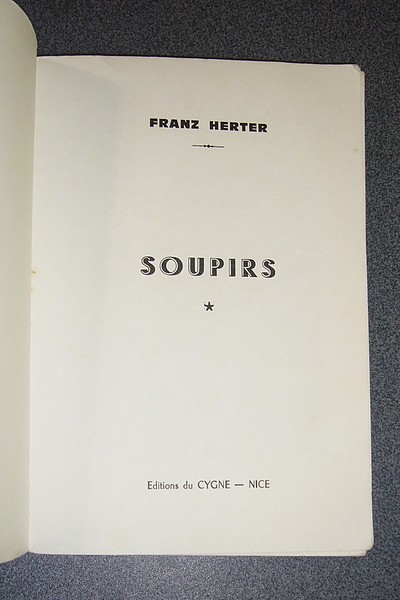 FRANZ HERTER
SOUPIRS
*
Editions du CYGNE — NICE